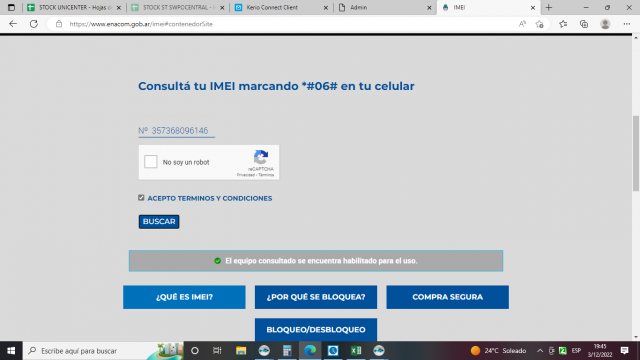 STOCK UNICENTER - Hojas d
STOCK ST SWPOCENTRAL - 
Kerio Connect Client
Admin
IMEI
https://www.enacom.gob.ar/imei#contenedorSite
Consultá tu IMEI marcando *#06# en tu celular
Nº 357368096146
No soy un robot
reCAPTCHA
Privacidad - Términos
ACEPTO TERMINOS Y CONDICIONES
BUSCAR
El equipo consultado se encuentra habilitado para el uso.
¿QUÉ ES IMEI?
¿POR QUÉ SE BLOQUEA?
COMPRA SEGURA
BLOQUEO/DESBLOQUEO
Escribe aquí para buscar
24°C Soleado
ESP
19:45
3/12/2022